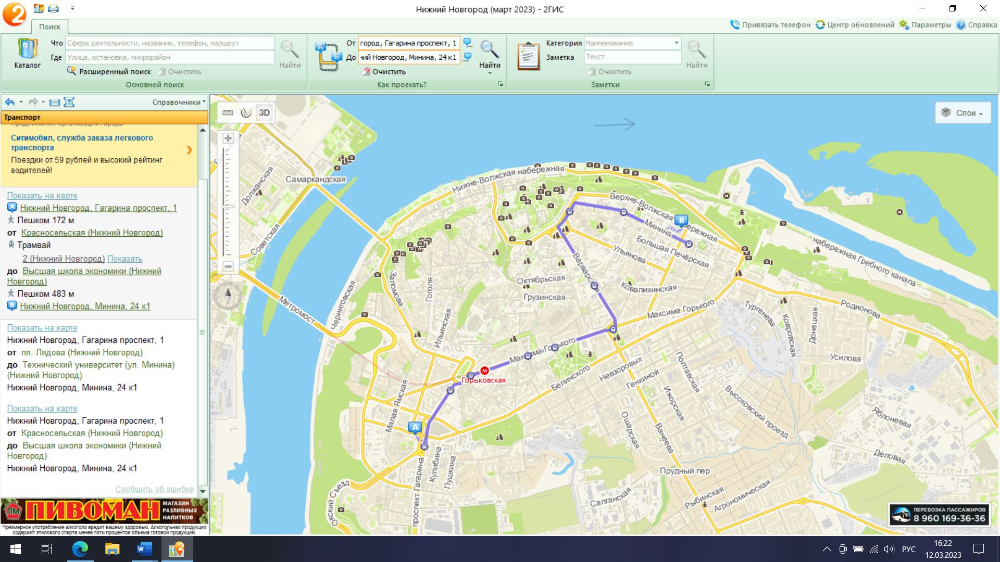 Нижний Новгород (март 2023) - 2ГИС
Поиск
Привязать телефон
Центр обновлений
Параметры
Справка
Каталог
Что
Сфера деятельности, название, телефон, маршрут
Где
Улица, остановка, микрорайон
Найти
Расширенный поиск
Очистить
Основной поиск
От
город, Гагарина проспект, 1
До
ий Новгород, Минина, 24 к1
Найти
Очистить
Как проехать?
Категория
Наименование
Заметка
Текст
Найти
Очистить
Заметки
Справочники
Транспорт
Предложения организаций города
Ситимобил, служба заказа легкового
транспорта
Поездки от 59 рублей и высокий рейтинг
водителей!
Показать на карте
A Нижний Новгород, Гагарина проспект, 1
Пешком 172 м
от Красносельская (Нижний Новгород)
Трамвай
2 (Нижний Новгород) Показать
до Высшая школа экономики (Нижний
Новгород)
Пешком 483 м
B Нижний Новгород, Минина, 24 к1
Показать на карте
Нижний Новгород, Гагарина проспект, 1
от пл. Лядова (Нижний Новгород)
до Технический университет (ул. Минина)
(Нижний Новгород)
Нижний Новгород, Минина, 24 к1
Показать на карте
Нижний Новгород, Гагарина проспект, 1
от Красносельская (Нижний Новгород)
до Высшая школа экономики (Нижний
Новгород)
Нижний Новгород, Минина, 24 к1
Сообщить об ошибке
ПМ
ПИВОМАН
МАГАЗИН
РАЗЛИВНЫХ
НАПИТКОВ
Чрезмерное употребление алкоголя вредит вашему здоровью. Алкогольная продукция
содержит этилового спирта менее пяти процентов объема готовой продукции.
3D
Слои
Должанская
Самаркандская
Советская
Нижне-Волжская набережная
Верхне-Волжская
набережная
B
Минина
Большая Печёрская
Ульянова
Варварская
набережная Гребного канала
Октябрьская
Грузинская
Ковалихинская
Гоголя
Заломова
Черниговская
Метромост
Ильинская
Максима Горького
Максима Горького
Родионова
Тургенева
Ковровская
Донецкая
Усилова
Горьковская
Белинского
Невзоровых
Генкиной
Полтавская
Ижорская
Высоковский проезд
Яблоневая
Деловая
Малая Ямская
A
Ошарская
Ванеева
Кулибина
Пушкина
проспект Гагарина
Окский Съезд
Прудный пер
Салганская
Рыбинская
Агрономическая
ПЕРЕВОЗКА ПАССАЖИРОВ
8 960 169-36-36
РУС
16:22
12.03.2023